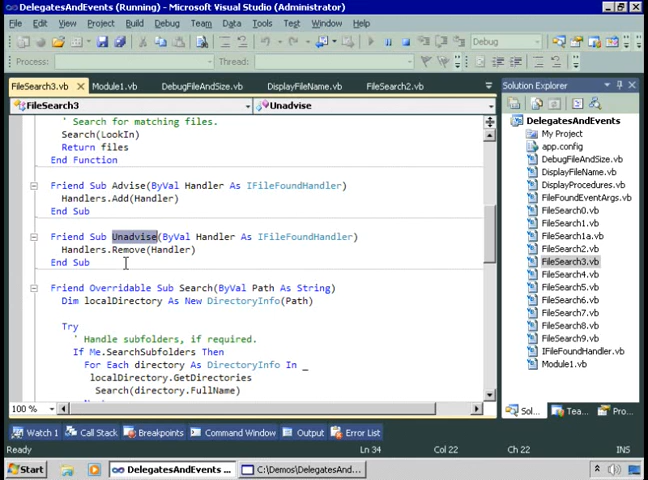 DelegatesAndEvents (Running) - Microsoft Visual Studio (Administrator)
File Edit View Project Build Debug Team Data Tools Test Window Help
Debug
Process: Thread:
FileSearch3.vb Module1.vb DebugFileAndSize.vb DisplayFileName.vb FileSearch2.vb
FileSearch3 Unadvise
' Search for matching files.
Search(LookIn)
Return files
End Function
Friend Sub Advise(ByVal Handler As IFileFoundHandler)
Handlers.Add(Handler)
End Sub
Friend Sub Unadvise(ByVal Handler As IFileFoundHandler)
Handlers.Remove(Handler)
End Sub
Friend Overridable Sub Search(ByVal Path As String)
Dim localDirectory As New DirectoryInfo(Path)
Try
' Handle subfolders, if required.
If Me.SearchSubfolders Then
For Each directory As DirectoryInfo In _
localDirectory.GetDirectories
Search(directory.FullName)
100 %
Solution Explorer
DelegatesAndEvents
My Project
app.config
DebugFileAndSize.vb
DisplayFileName.vb
DisplayProcedures.vb
FileFoundEventArgs.vb
FileSearch0.vb
FileSearch1.vb
FileSearch1a.vb
FileSearch2.vb
FileSearch3.vb
FileSearch4.vb
FileSearch5.vb
FileSearch6.vb
FileSearch7.vb
FileSearch8.vb
FileSearch9.vb
IFileFoundHandler.vb
Module1.vb
Sol... Tea... Pro...
Watch 1 Call Stack Breakpoints Command Window Output Error List
Ready Ln 34 Col 22 Ch 22 INS
Start DelegatesAndEvents ... C:\Demos\DelegatesAnd...